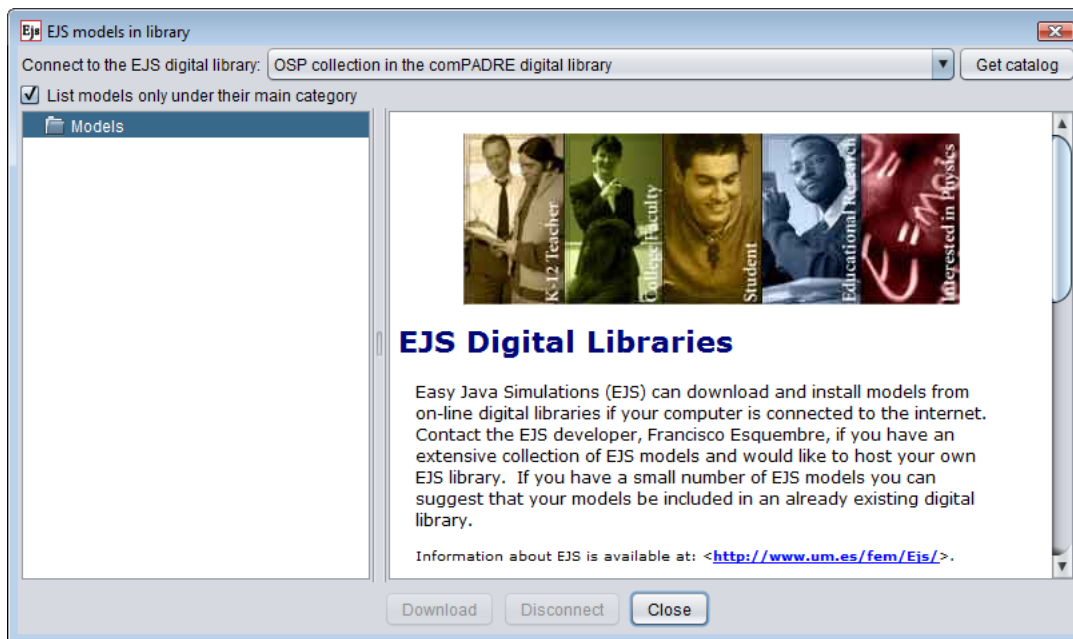 Ejs EJS models in library
Connect to the EJS digital library: OSP collection in the comPADRE digital library Get catalog
List models only under their main category
Models
K-12 Teacher
College Faculty
Student
Educational Research
Interested in Physics
EJS Digital Libraries
Easy Java Simulations (EJS) can download and install models from
on-line digital libraries if your computer is connected to the internet.
Contact the EJS developer, Francisco Esquembre, if you have an
extensive collection of EJS models and would like to host your own
EJS library.  If you have a small number of EJS models you can
suggest that your models be included in an already existing digital
library.
Information about EJS is available at: <http://www.um.es/fem/Ejs/>.
Download Disconnect Close